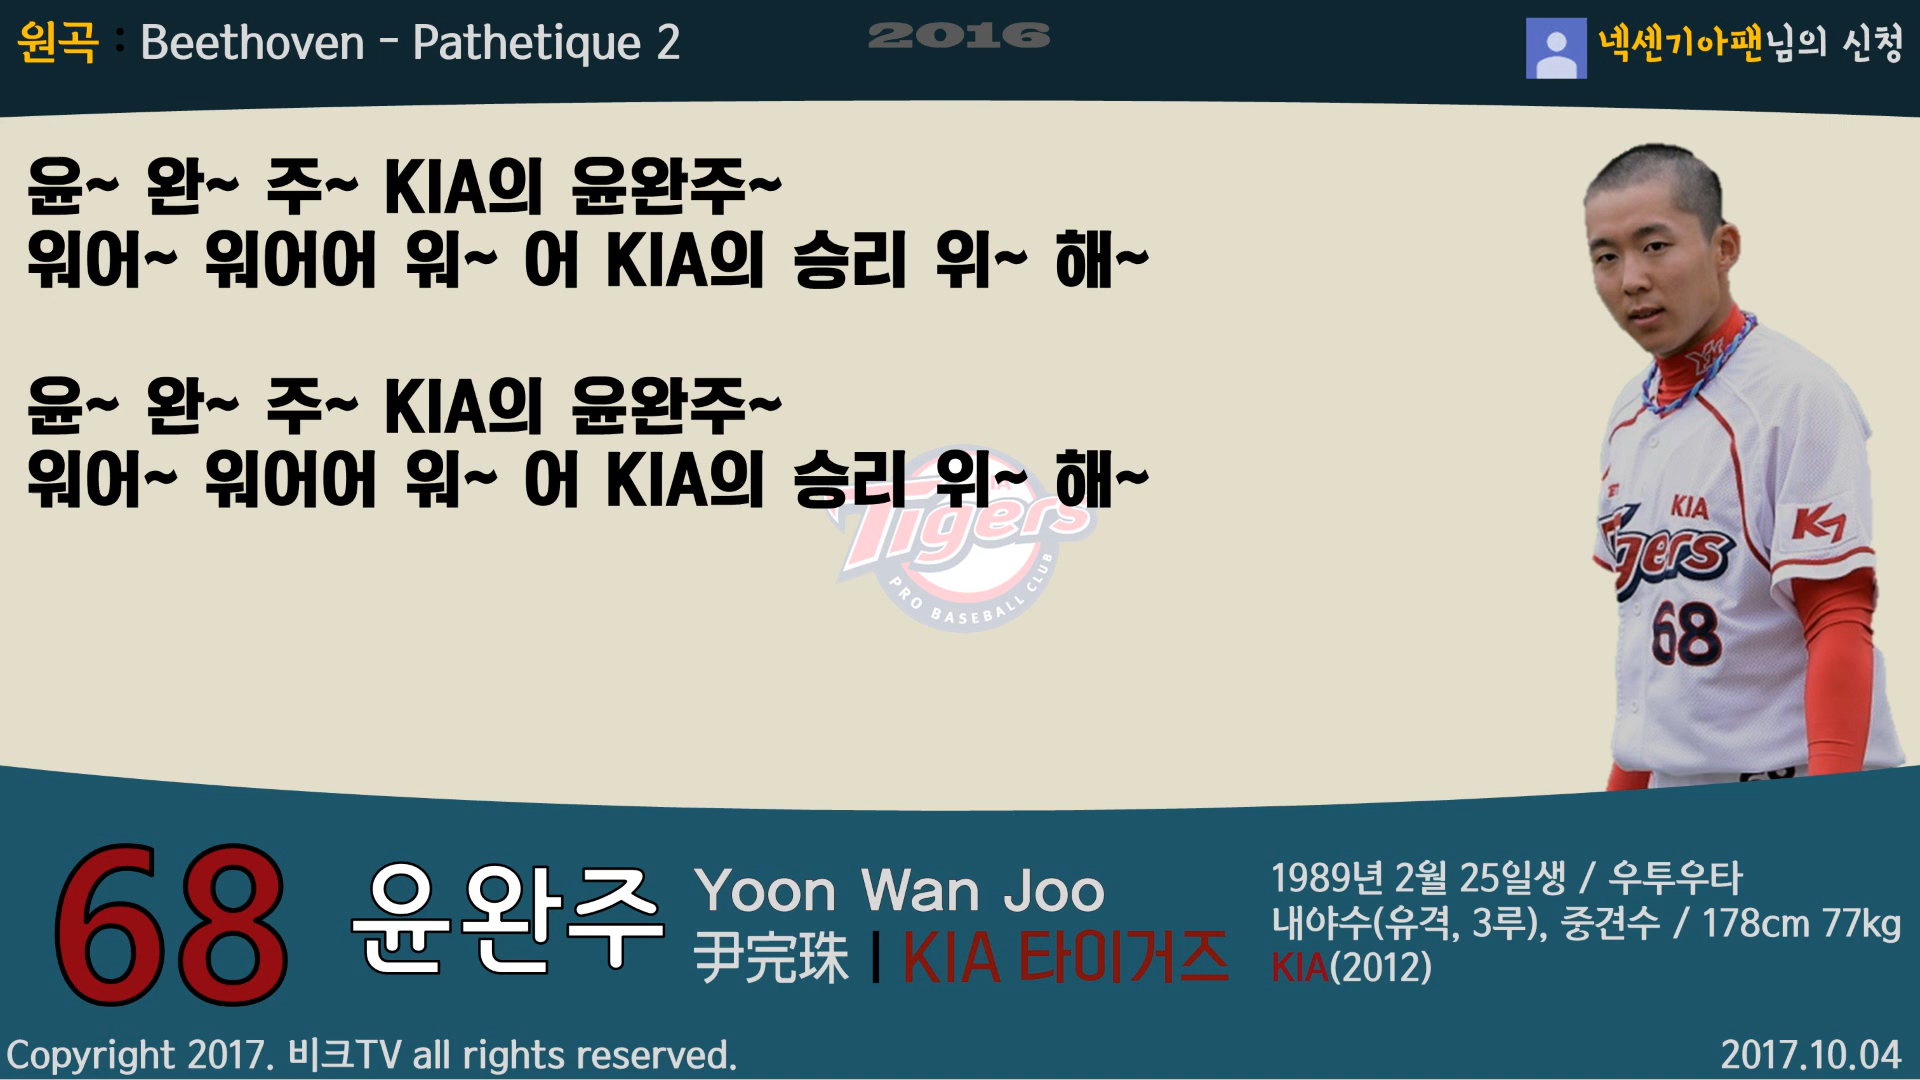 원곡 : Beethoven - Pathetique 2
2016
넥센기아팬님의 신청
윤~ 완~ 주~ KIA의 윤완주~
워어~ 워어어 워~ 어 KIA의 승리 위~ 해~
윤~ 완~ 주~ KIA의 윤완주~
워어~ 워어어 워~ 어 KIA의 승리 위~ 해~
Tigers
PRO BASEBALL CLUB
KIA
Tigers
K7
68
68 윤완주
Yoon Wan Joo
尹完珠 | KIA 타이거즈
1989년 2월 25일생 / 우투우타
내야수(유격, 3루), 중견수 / 178cm 77kg
KIA(2012)
Copyright 2017. 비크TV all rights reserved.
2017.10.04